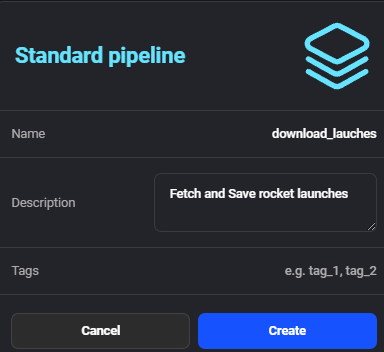 Standard pipeline
Name download_lauches
Description Fetch and Save rocket launches
Tags e.g. tag_1, tag_2
Cancel Create